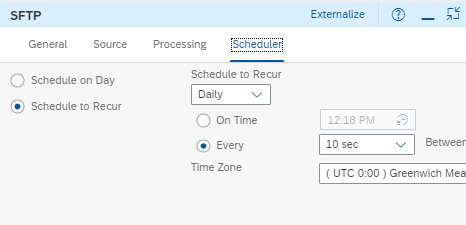 SFTP
Externalize
General Source Processing Scheduler
Schedule on Day
Schedule to Recur
Schedule to Recur
Daily
On Time 12:18 PM
Every 10 sec Between
Time Zone ( UTC 0:00 ) Greenwich Mea